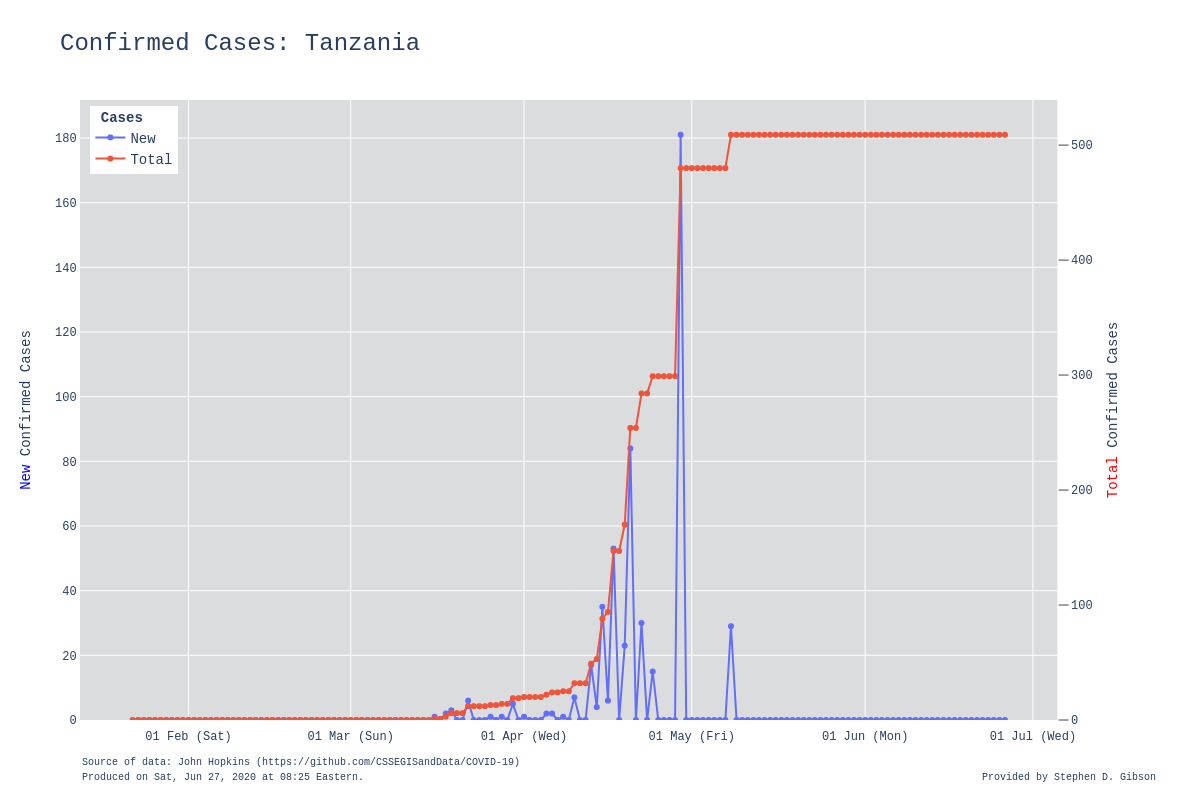 Confirmed Cases: Tanzania
Cases
New
Total
180
160
140
120
100
80
60
40
20
0
500
400
300
200
100
0
New Confirmed Cases
Total Confirmed Cases
01 Feb (Sat) 01 Mar (Sun) 01 Apr (Wed) 01 May (Fri) 01 Jun (Mon) 01 Jul (Wed)
Source of data: John Hopkins (https://github.com/CSSEGISandData/COVID-19)
Produced on Sat, Jun 27, 2020 at 08:25 Eastern.
Provided by Stephen D. Gibson